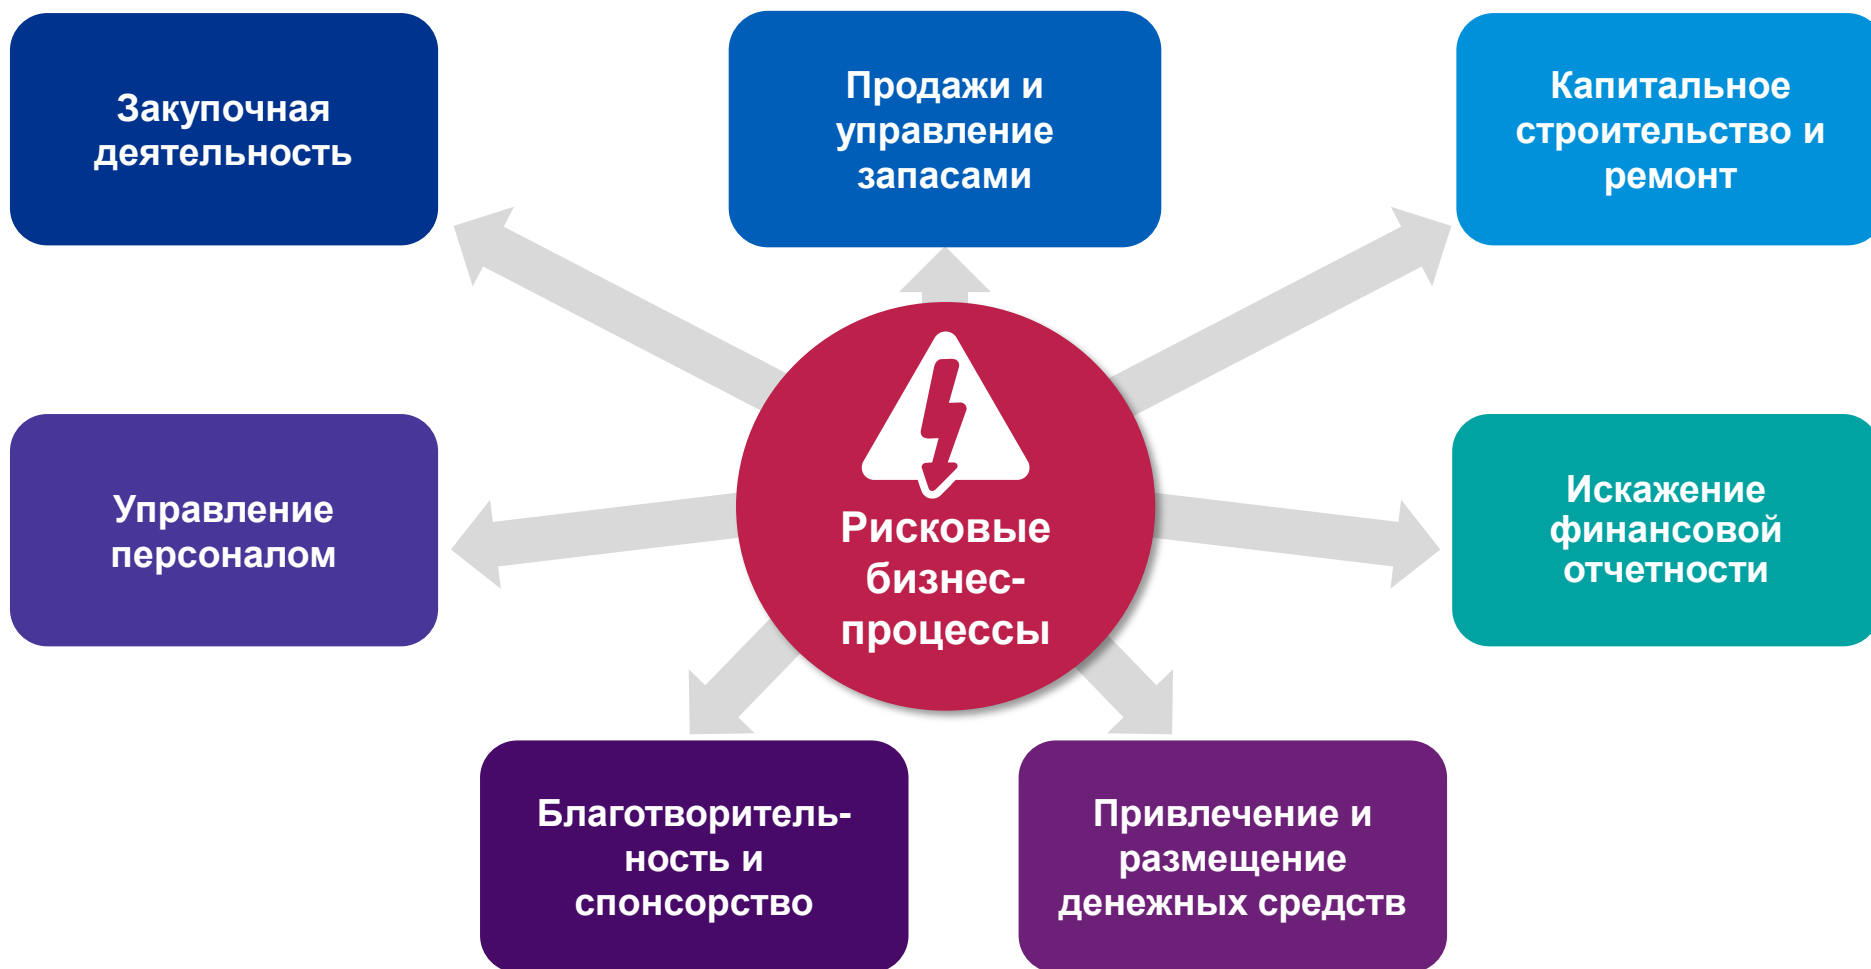 Закупочная
деятельность
Продажи и
управление
запасами
Капитальное
строительство и
ремонт
Управление
персоналом
Рисковые
бизнес-
процессы
Искажение
финансовой
отчетности
Благотворитель-
ность и
спонсорство
Привлечение и
размещение
денежных средств